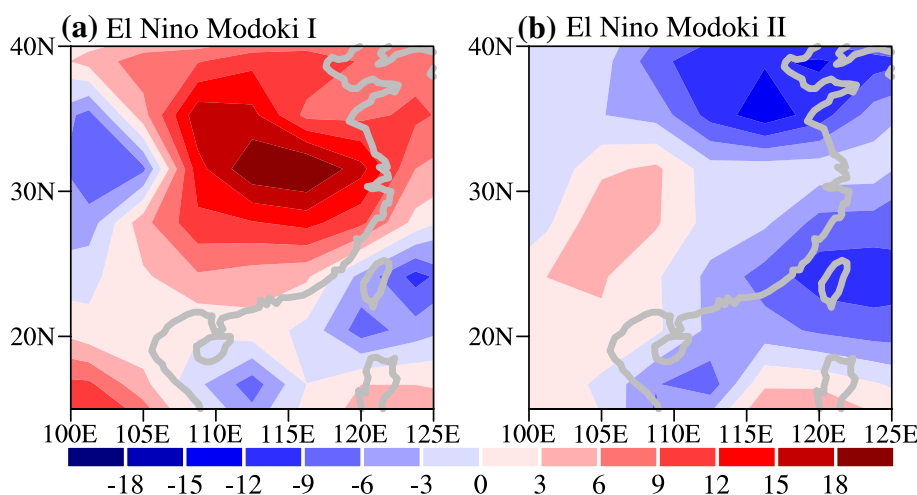 (a) El Nino Modoki I
(b) El Nino Modoki II
40N
30N
20N
100E 105E 110E 115E 120E 125E
40N
30N
20N
100E 105E 110E 115E 120E 125E
-18 -15 -12 -9 -6 -3 0 3 6 9 12 15 18